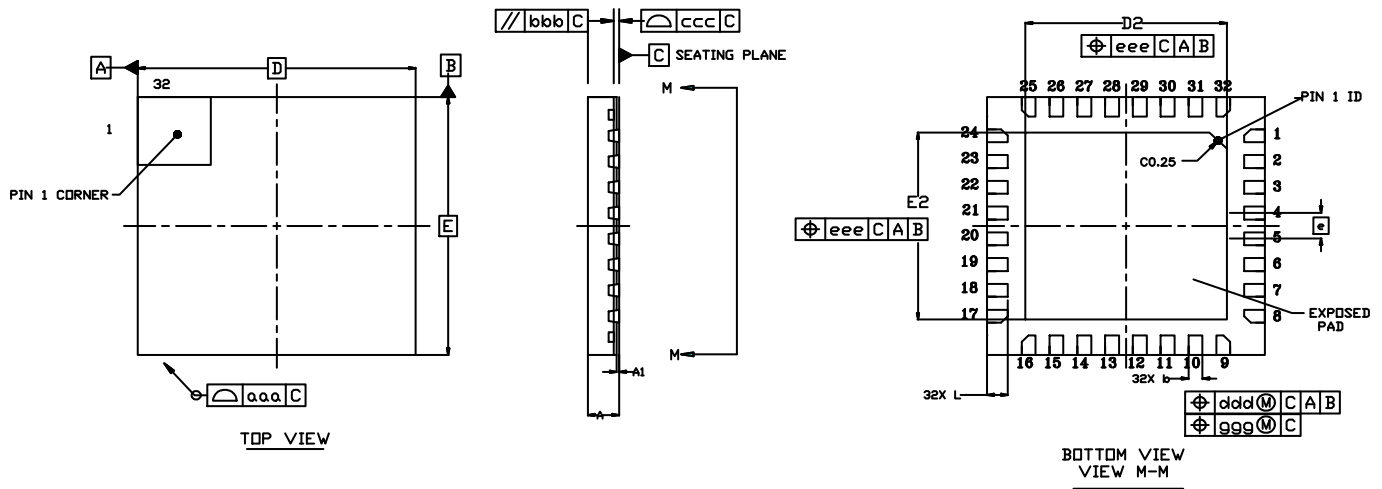 // bbb C
⌓ ccc C
C SEATING PLANE
A
D
B
32
1
PIN 1 CORNER
E
⌓ aaa C
TOP VIEW
M
M
A1
A
D2
⌖ eee C A B
25 26 27 28 29 30 31 32
PIN 1 ID
24
23
22
21
20
19
18
17
C0.25
1
2
3
4
5
6
7
8
E2
⌖ eee C A B
e
EXPOSED
PAD
16 15 14 13 12 11 10 9
32X b
32X L
⌖ ddd Ⓜ C A B
⌖ ggg Ⓜ C
BOTTOM VIEW
VIEW M-M